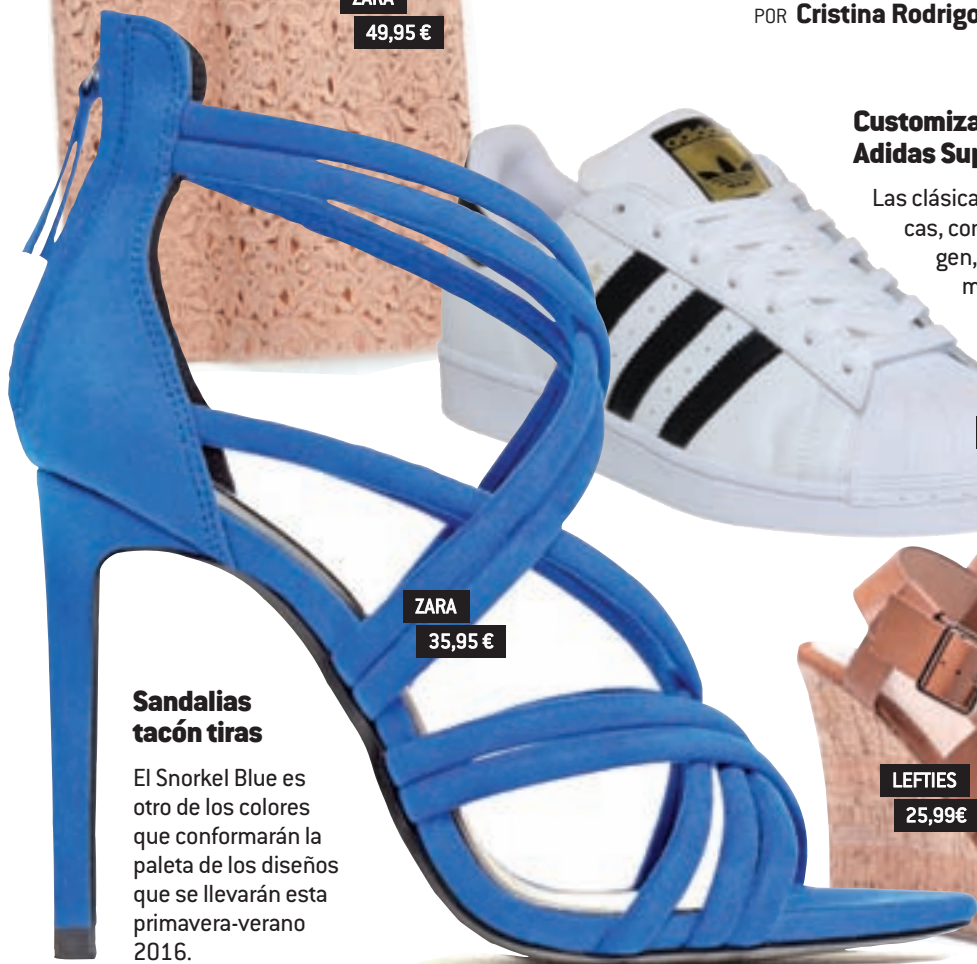 ZARA
49,95 €
POR Cristina Rodrigo
Customiza
Adidas Sup
Las clásica
cas, con
gen,
m
adidas
ZARA
35,95 €
Sandalias
tacón tiras
El Snorkel Blue es
otro de los colores
que conformarán la
paleta de los diseños
que se llevarán esta
primavera-verano
2016.
LEFTIES
25,99€